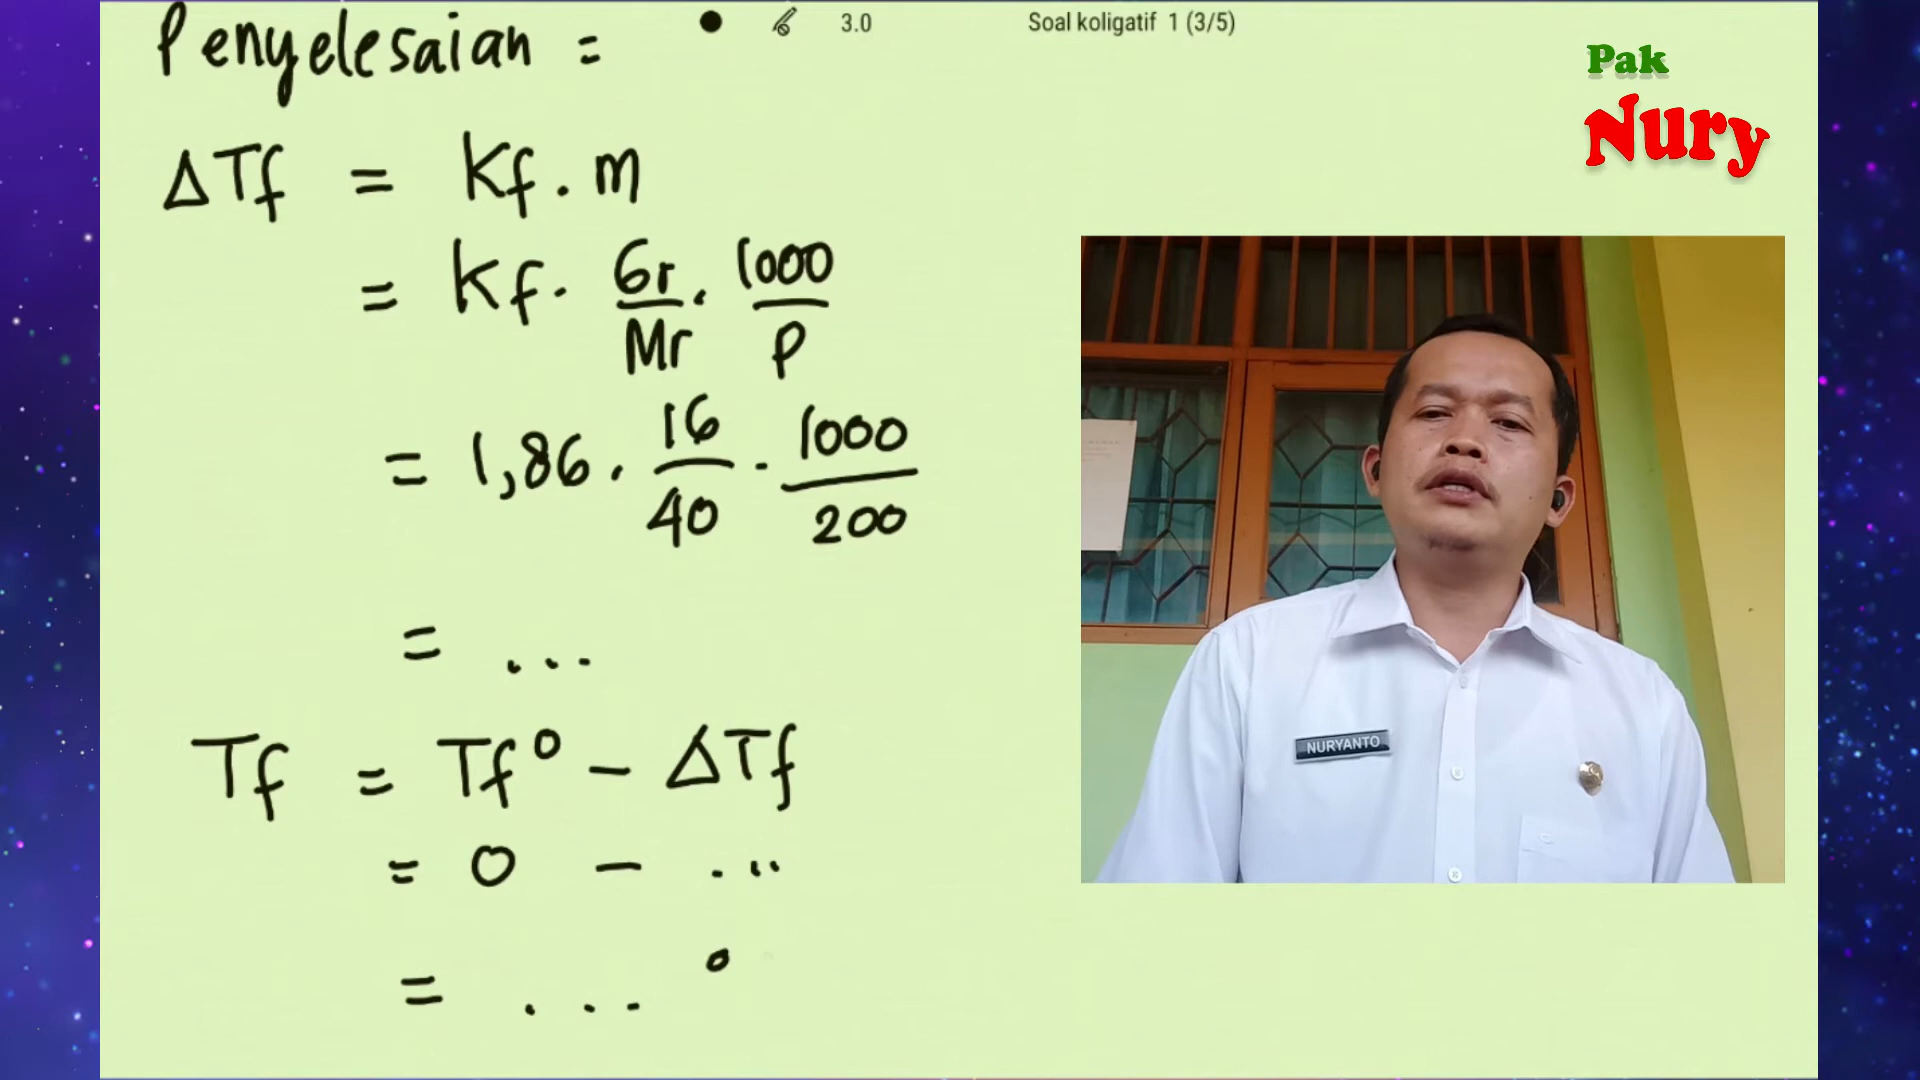 3.0
Soal koligatif 1 (3/5)
Penyelesaian =
ΔTf = Kf . m
= Kf . Gr/Mr . 1000/P
= 1,86 . 16/40 . 1000/200
= ...
Tf = Tf° - ΔTf
= 0 - ...
= ... °
Pak
Nury
NURYANTO